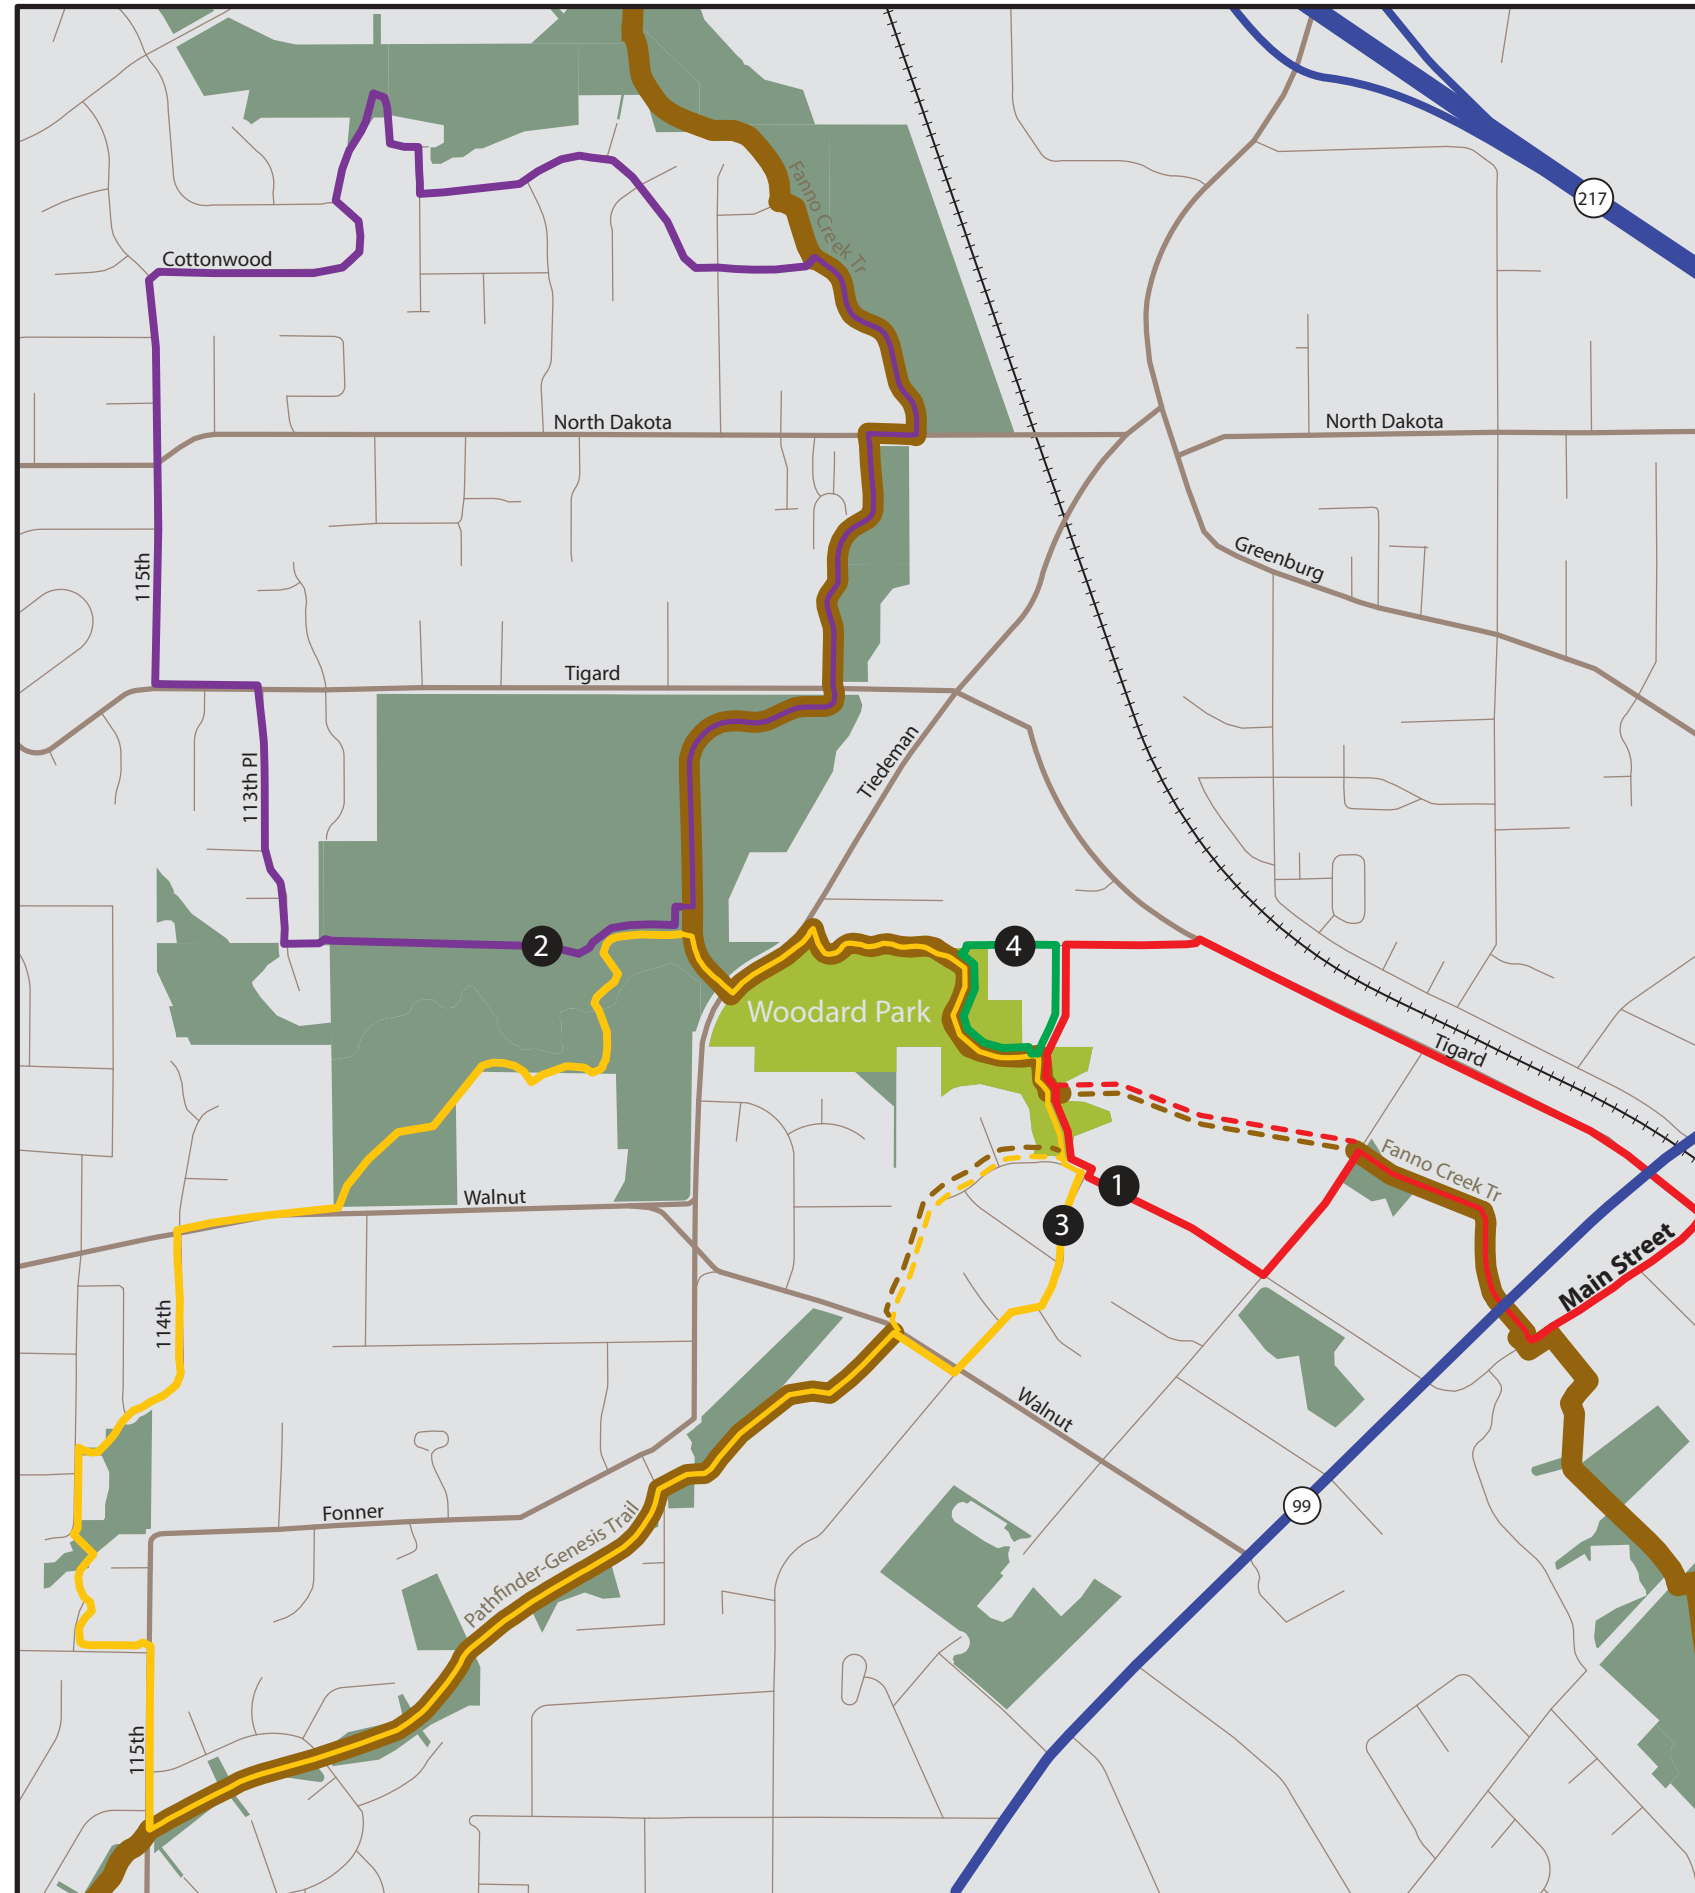 217
Fanno Creek Tr
Cottonwood
North Dakota
North Dakota
Greenburg
115th
Tigard
Tiedeman
113th Pl
2
4
Woodard Park
Tigard
Fanno Creek Tr
1
Walnut
3
Main Street
114th
Walnut
99
Fonner
Pathfinder-Genesis Trail
115th